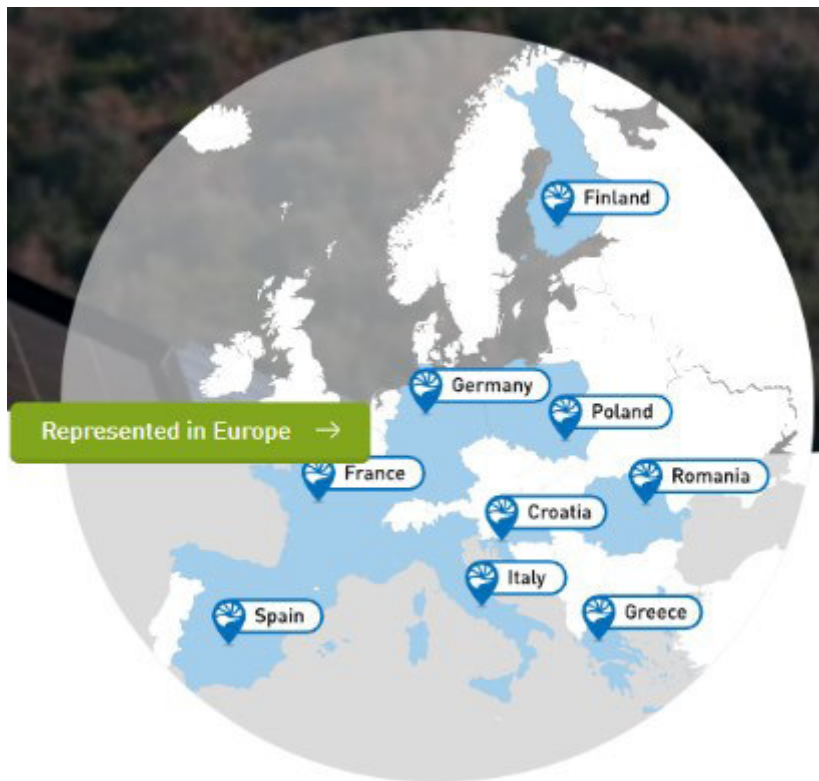 Finland
Germany
Poland
Represented in Europe →
France
Romania
Croatia
Italy
Spain
Greece